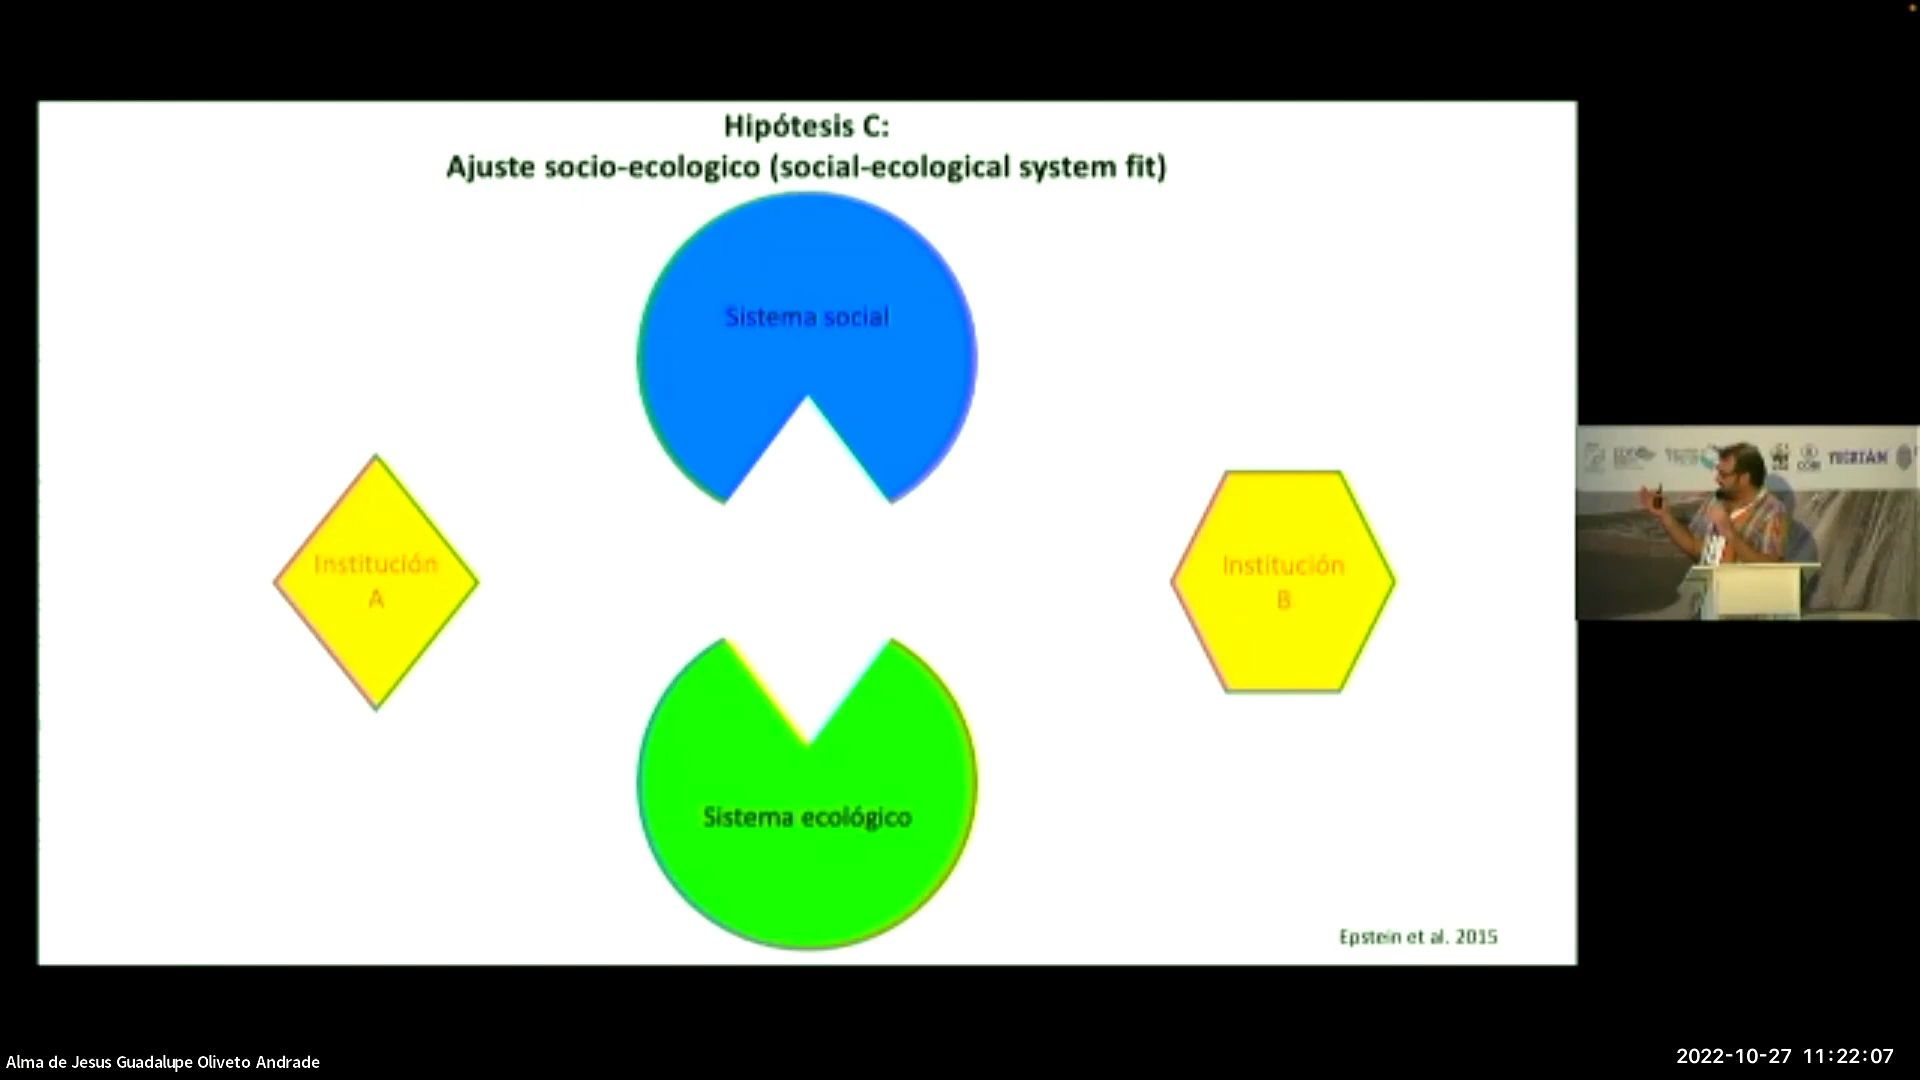 Hipótesis C:
Ajuste socio-ecologico (social-ecological system fit)
Sistema social
Institución
A
Institución
B
Sistema ecológico
Epstein et al. 2015
YUCATÁN
Alma de Jesus Guadalupe Oliveto Andrade
2022-10-27 11:22:07